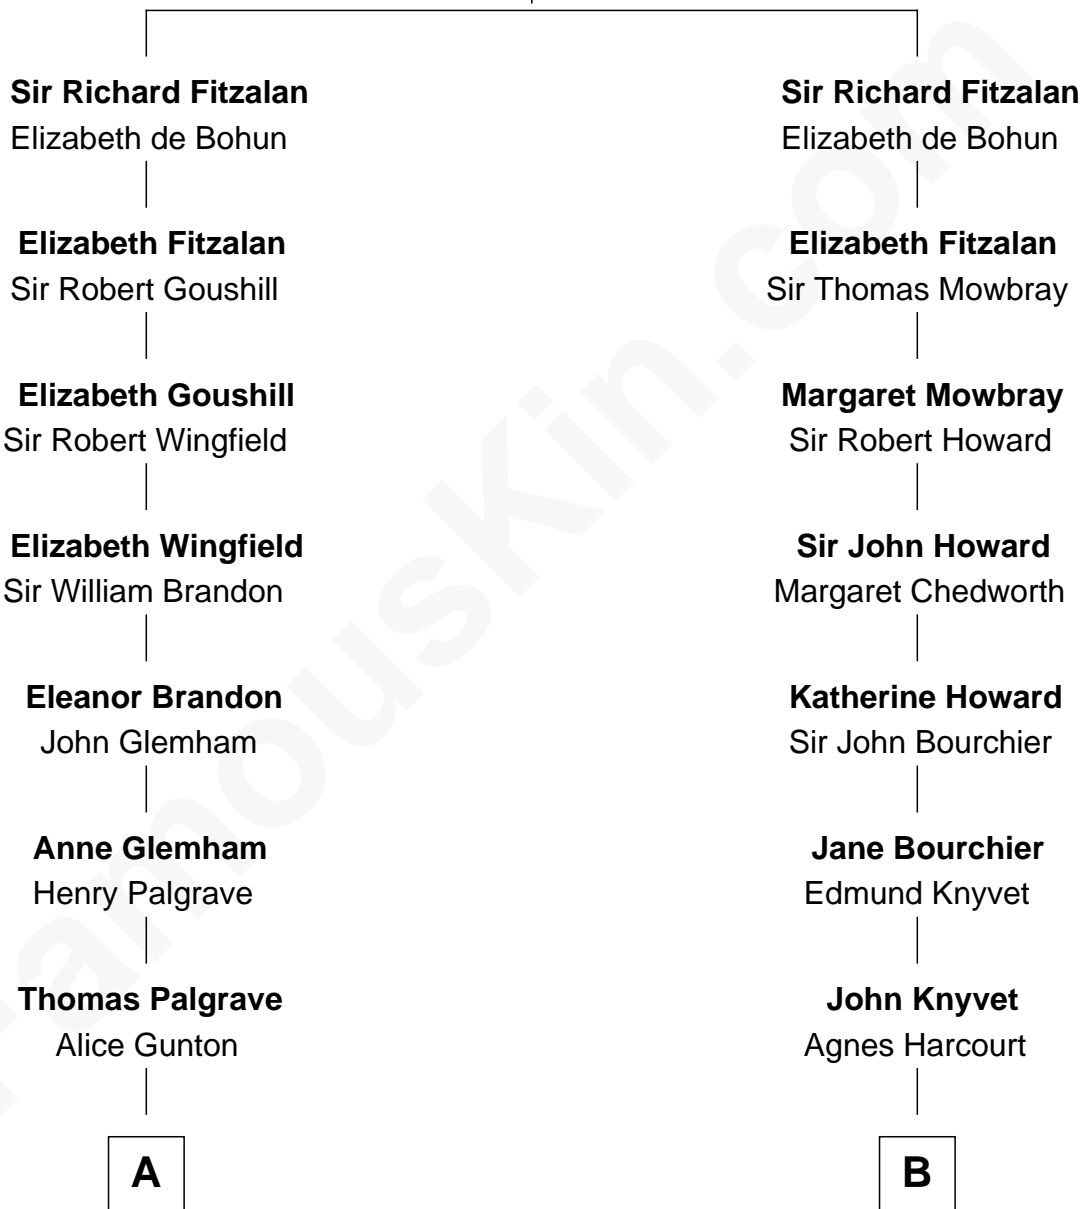 Sir Richard Fitzalan
Elizabeth de Bohun
Elizabeth Fitzalan
Sir Robert Goushill
Elizabeth Goushill
Sir Robert Wingfield
Elizabeth Wingfield
Sir William Brandon
Eleanor Brandon
John Glemham
Anne Glemham
Henry Palgrave
Thomas Palgrave
Alice Gunton
A
Sir Richard Fitzalan
Elizabeth de Bohun
Elizabeth Fitzalan
Sir Thomas Mowbray
Margaret Mowbray
Sir Robert Howard
Sir John Howard
Margaret Chedworth
Katherine Howard
Sir John Bourchier
Jane Bourchier
Edmund Knyvet
John Knyvet
Agnes Harcourt
B
FamousKin.com